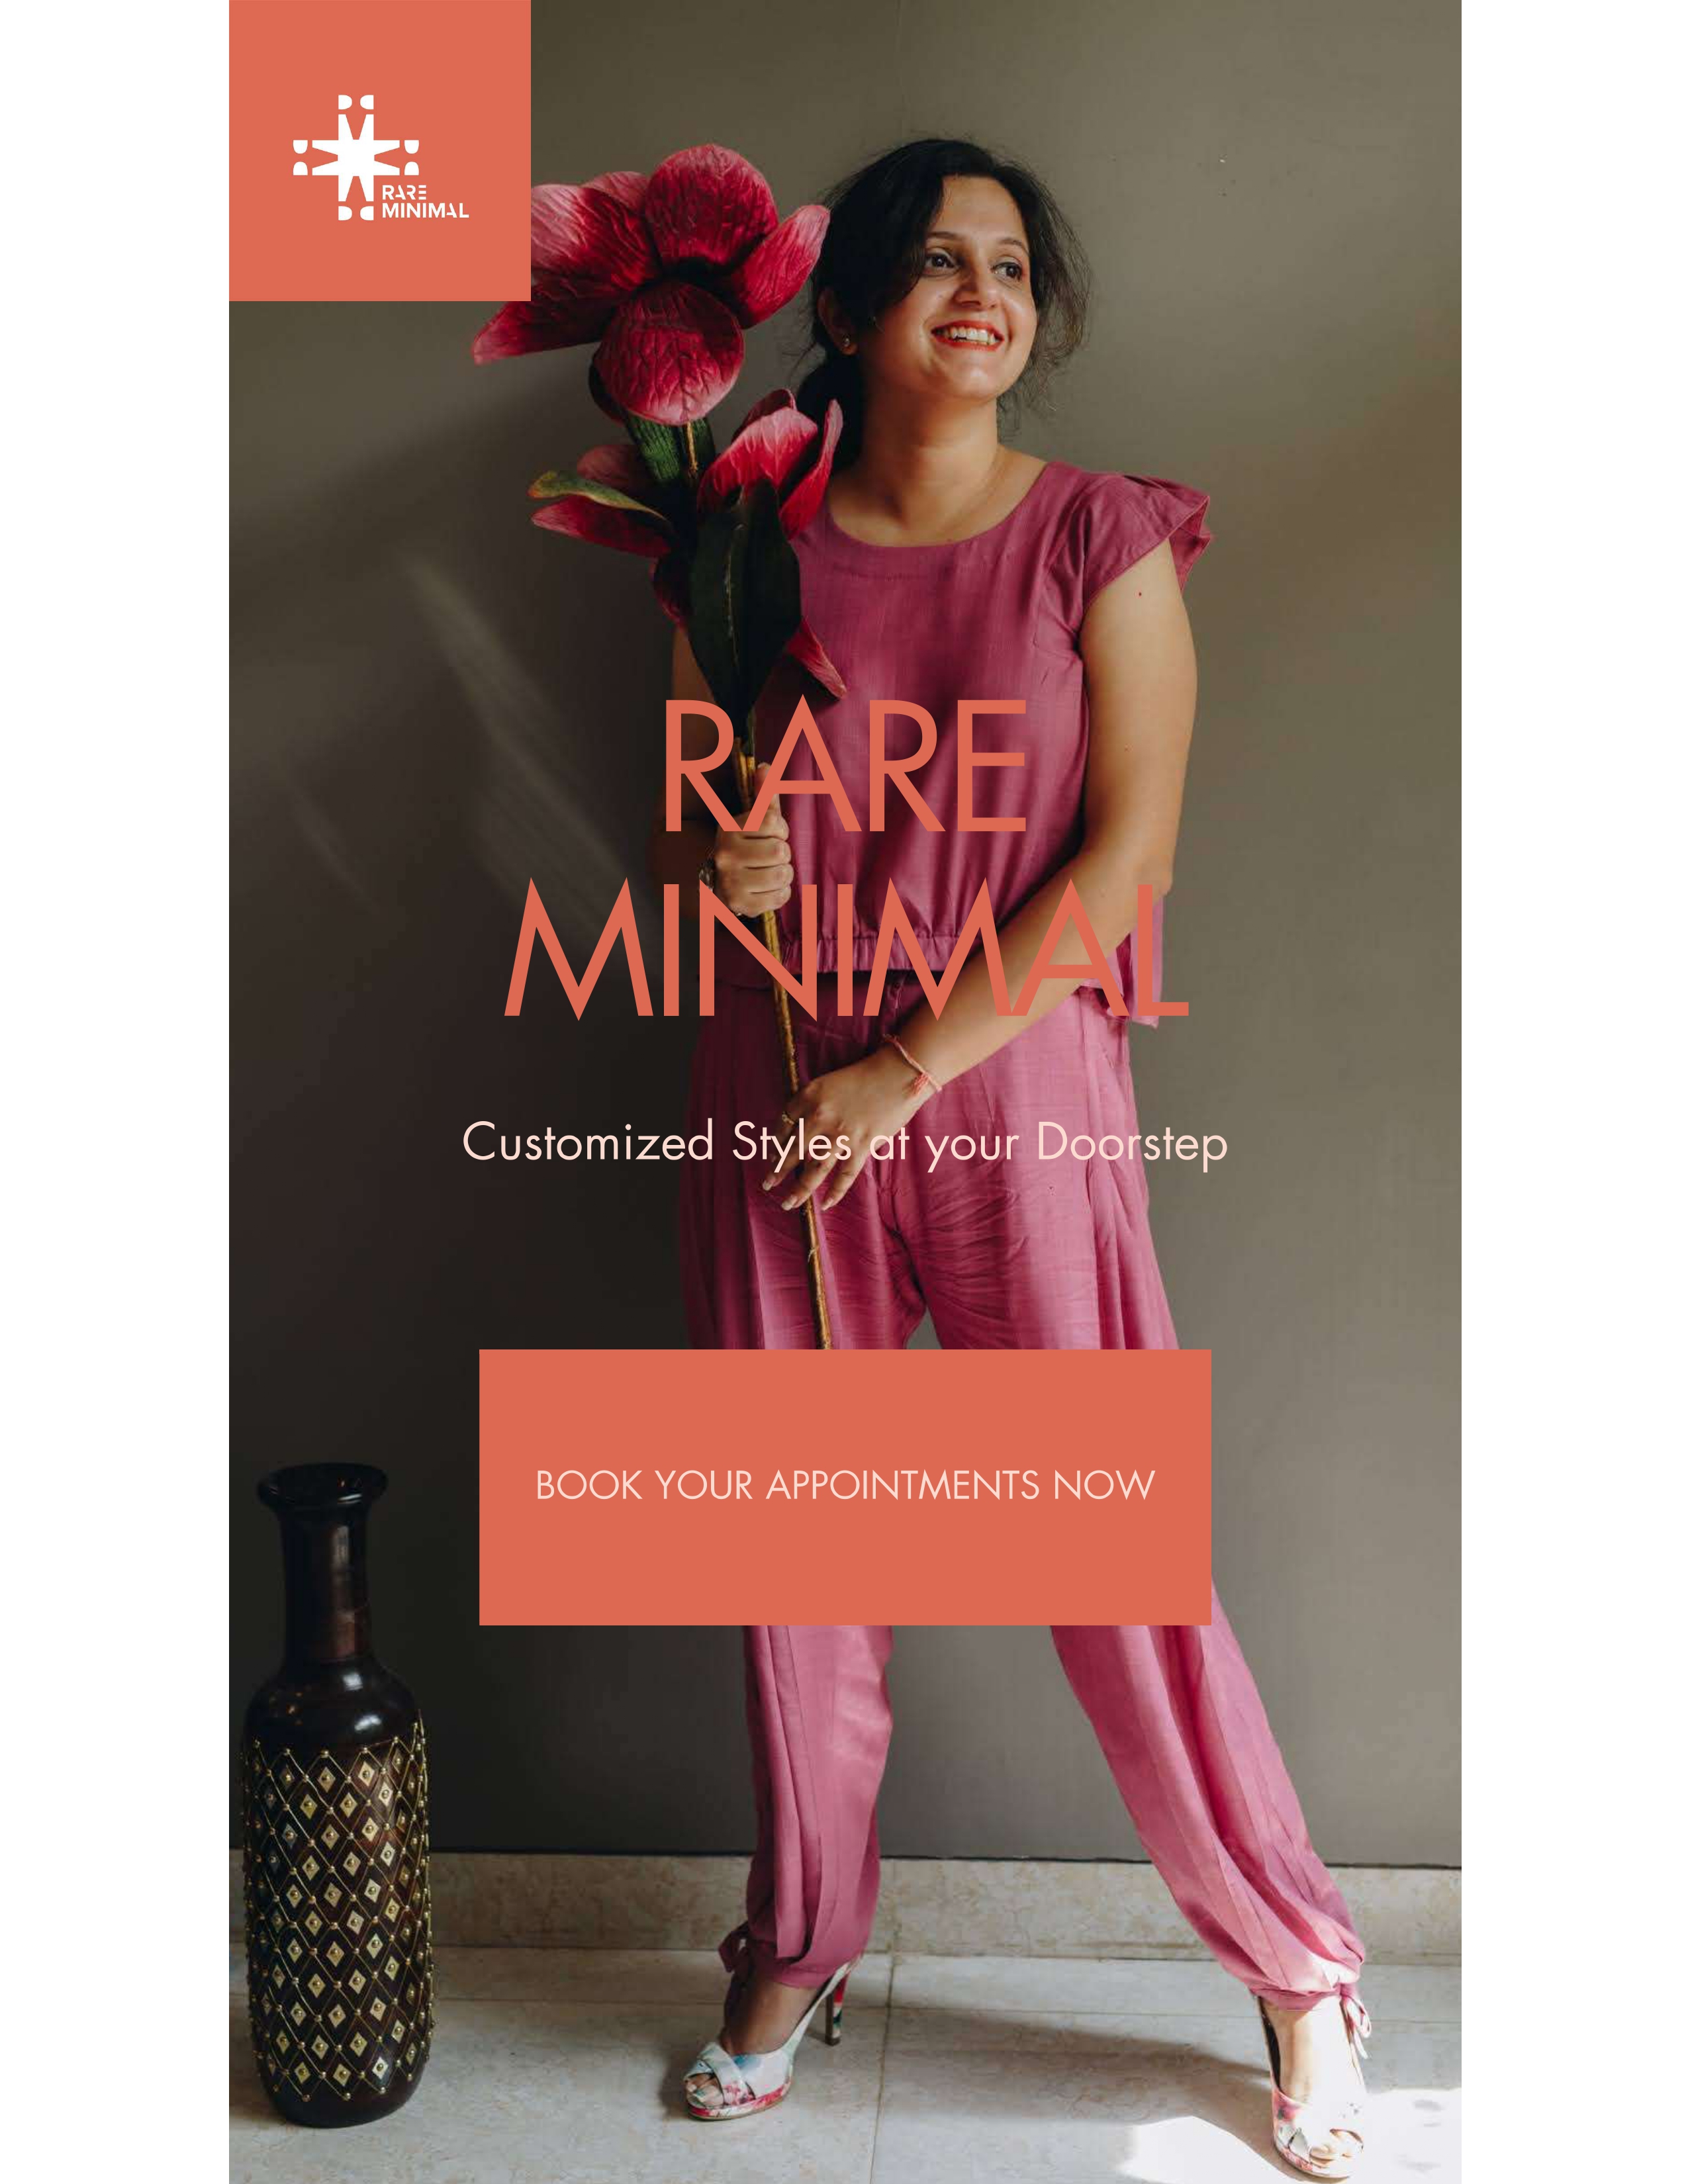 RARE
MINIMAL
RARE
MINIMAL
Customized Styles at your Doorstep
BOOK YOUR APPOINTMENTS NOW